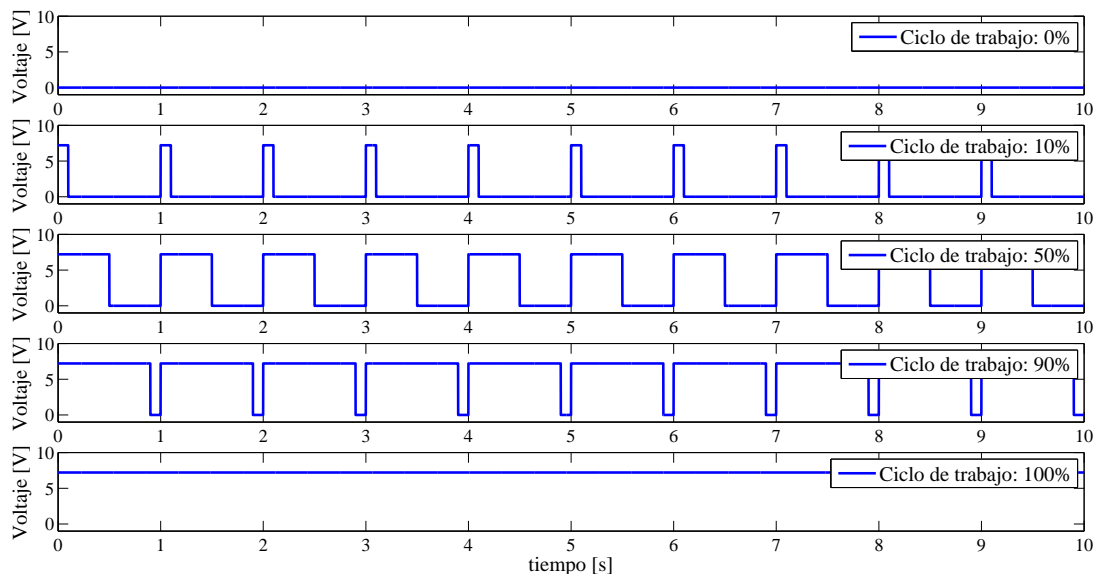 10
5
0
Voltaje [V]
Ciclo de trabajo: 0%
0 1 2 3 4 5 6 7 8 9 10
10
5
0
Voltaje [V]
Ciclo de trabajo: 10%
0 1 2 3 4 5 6 7 8 9 10
10
5
0
Voltaje [V]
Ciclo de trabajo: 50%
0 1 2 3 4 5 6 7 8 9 10
10
5
0
Voltaje [V]
Ciclo de trabajo: 90%
0 1 2 3 4 5 6 7 8 9 10
10
5
0
Voltaje [V]
Ciclo de trabajo: 100%
0 1 2 3 4 5 6 7 8 9 10
tiempo [s]